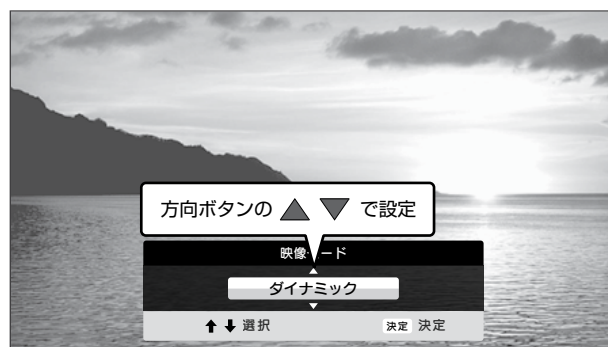 方向ボタンの ▲ ▼ で設定
映像 ード
ダイナミック
⬆⬇ 選択 決定 決定